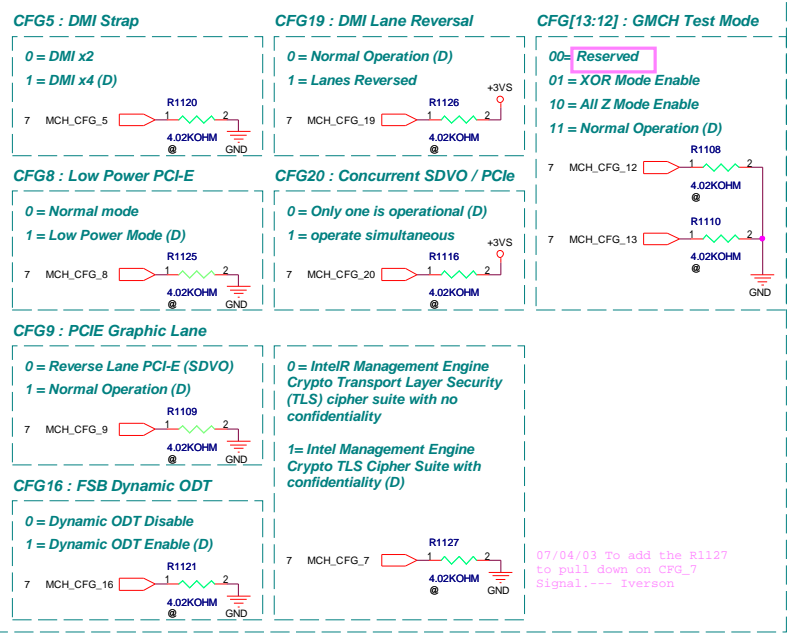 CFG5 : DMI Strap
0 = DMI x2
1 = DMI x4 (D)
R1120
7 MCH_CFG_5 1 2
4.02KOHM
@
GND
CFG19 : DMI Lane Reversal
0 = Normal Operation (D)
1 = Lanes Reversed
+3VS
R1126
7 MCH_CFG_19 1 2
4.02KOHM
@
CFG[13:12] : GMCH Test Mode
00= Reserved
01 = XOR Mode Enable
10 = All Z Mode Enable
11 = Normal Operation (D)
R1108
7 MCH_CFG_12 1 2
4.02KOHM
@
R1110
7 MCH_CFG_13 1 2
4.02KOHM
@
GND
CFG8 : Low Power PCI-E
0 = Normal mode
1 = Low Power Mode (D)
R1125
7 MCH_CFG_8 1 2
4.02KOHM
@
GND
CFG20 : Concurrent SDVO / PCIe
0 = Only one is operational (D)
1 = operate simultaneous
+3VS
R1116
7 MCH_CFG_20 1 2
4.02KOHM
@
CFG9 : PCIE Graphic Lane
0 = Reverse Lane PCI-E (SDVO)
1 = Normal Operation (D)
R1109
7 MCH_CFG_9 1 2
4.02KOHM
@
GND
CFG16 : FSB Dynamic ODT
0 = Dynamic ODT Disable
1 = Dynamic ODT Enable (D)
R1121
7 MCH_CFG_16 1 2
4.02KOHM
@
GND
0 = IntelR Management Engine
Crypto Transport Layer Security
(TLS) cipher suite with no
confidentiality
1= Intel Management Engine
Crypto TLS Cipher Suite with
confidentiality (D)
R1127
7 MCH_CFG_7 1 2
4.02KOHM
@
GND
07/04/03 To add the R1127
to pull down on CFG_7
Signal.--- Iverson